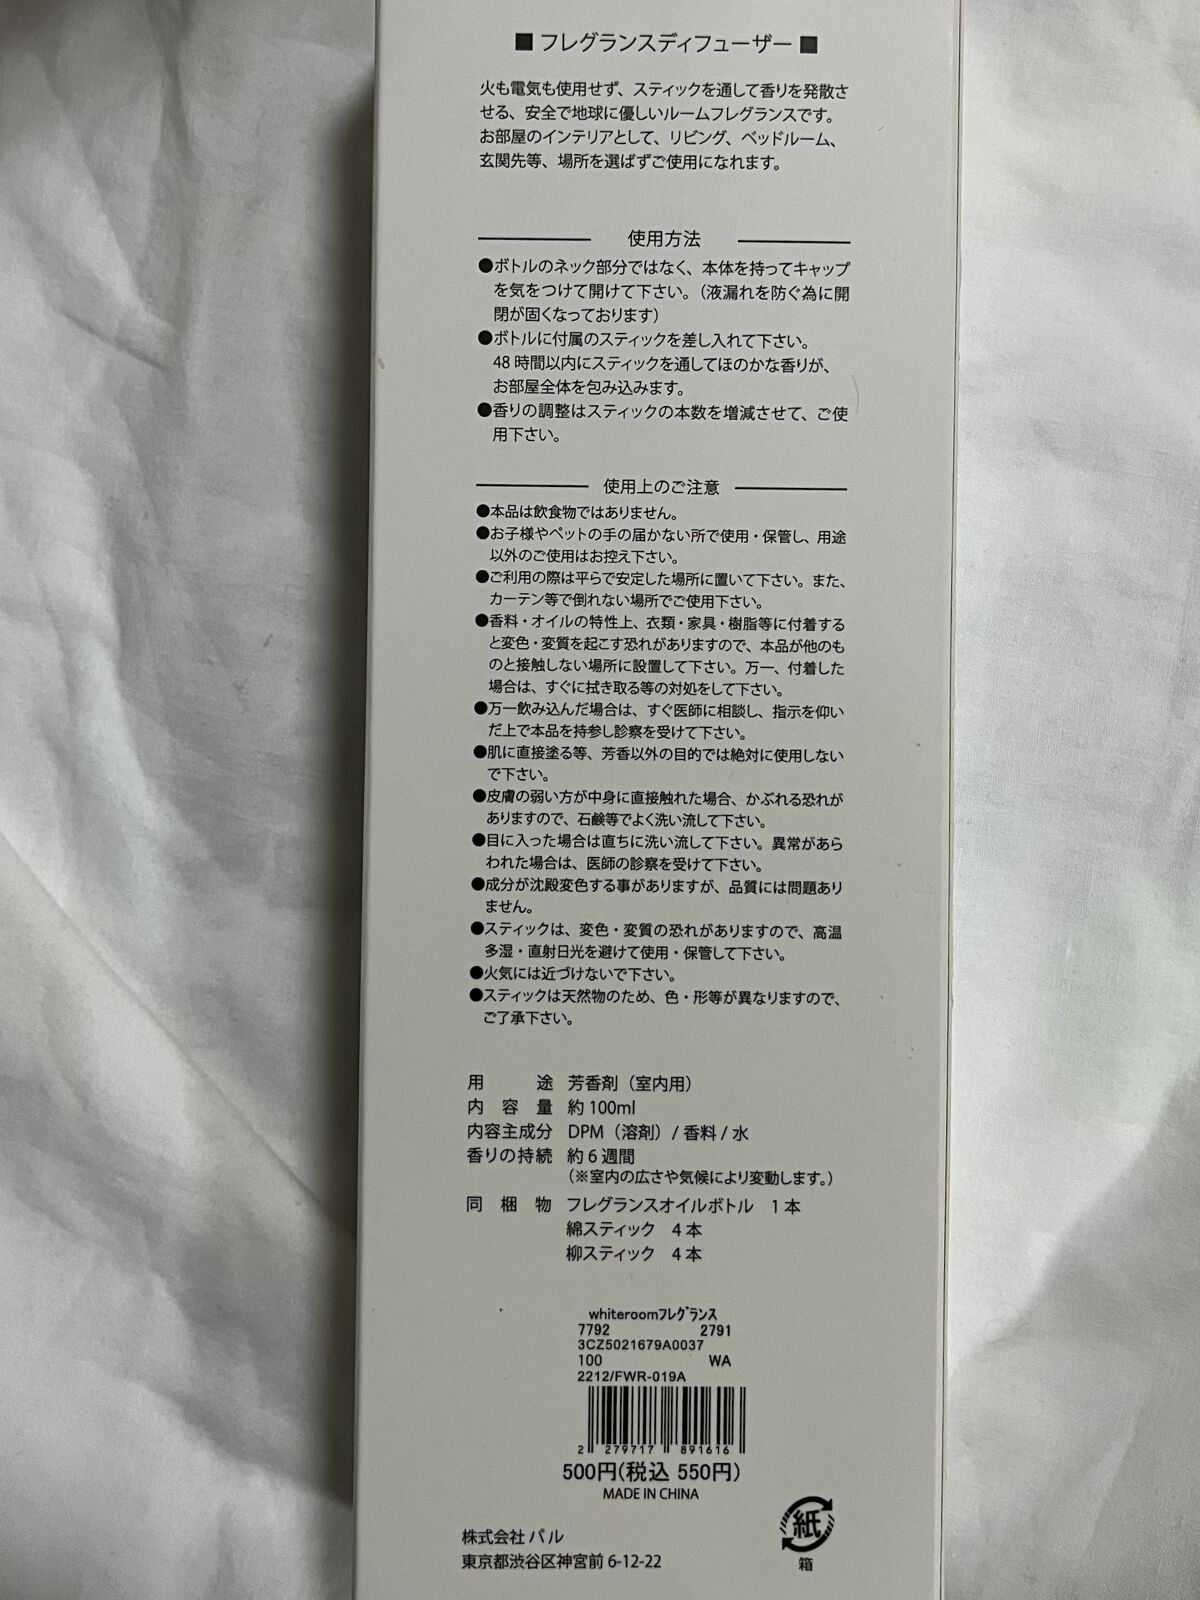 ■ フレグランスディフューザー ■
火も電気も使用せず、スティックを通して香りを発散さ
せる、安全で地球に優しいルームフレグランスです。
お部屋のインテリアとして、リビング、ベッドルーム、
玄関先等、場所を選ばずご使用になれます。
使用方法
●ボトルのネック部分ではなく、本体を持ってキャップ
を気をつけて開けて下さい。（液漏れを防ぐ為に開
閉が固くなっております）
●ボトルに付属のスティックを差し入れて下さい。
48 時間以内にスティックを通してほのかな香りが、
お部屋全体を包み込みます。
●香りの調整はスティックの本数を増減させて、ご使
用下さい。
使用上のご注意
●本品は飲食物ではありません。
●お子様やペットの手の届かない所で使用・保管し、用途
以外のご使用はお控え下さい。
●ご利用の際は平らで安定した場所に置いて下さい。また、
カーテン等で倒れない場所でご使用下さい。
●香料・オイルの特性上、衣類・家具・樹脂等に付着する
と変色・変質を起こす恐れがありますので、本品が他のも
のと接触しない場所に設置して下さい。万一、付着した
場合は、すぐに拭き取る等の対処をして下さい。
●万一飲み込んだ場合は、すぐ医師に相談し、指示を仰い
だ上で本品を持参し診察を受けて下さい。
●肌に直接塗る等、芳香以外の目的では絶対に使用しない
で下さい。
●皮膚の弱い方が中身に直接触れた場合、かぶれる恐れが
ありますので、石鹸等でよく洗い流して下さい。
●目に入った場合は直ちに洗い流して下さい。異常があら
われた場合は、医師の診察を受けて下さい。
●成分が沈殿変色する事がありますが、品質には問題あり
ません。
●スティックは、変色・変質の恐れがありますので、高温
多湿・直射日光を避けて使用・保管して下さい。
●火気には近づけないで下さい。
●スティックは天然物のため、色・形等が異なりますので、
ご了承下さい。
用途 芳香剤（室内用）
内容量 約 100ml
内容主成分 DPM（溶剤）/ 香料 / 水
香りの持続 約 6 週間
（※室内の広さや気候により変動します。）
同梱物 フレグランスオイルボトル 1 本
綿スティック 4 本
柳スティック 4 本
whiteroomﾌﾚｸﾞﾗﾝｽ
7792 2791
3CZ5021679A0037
100 WA
2212/FWR-019A
2 279717 891616
500円(税込 550円)
MADE IN CHINA
紙
箱
株式会社 パル
東京都渋谷区神宮前 6-12-22